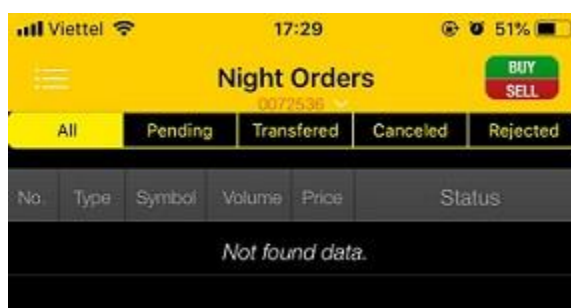 Viettel 17:29 51%
Night Orders BUY
0072536 SELL
All Pending Transfered Canceled Rejected
No. Type Symbol Volume Price Status
Not found data.